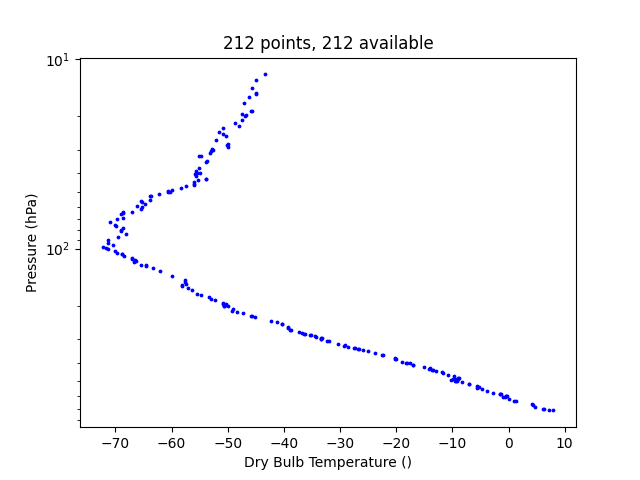 212 points, 212 available
10¹
10²
Pressure (hPa)
−70 −60 −50 −40 −30 −20 −10 0 10
Dry Bulb Temperature ()